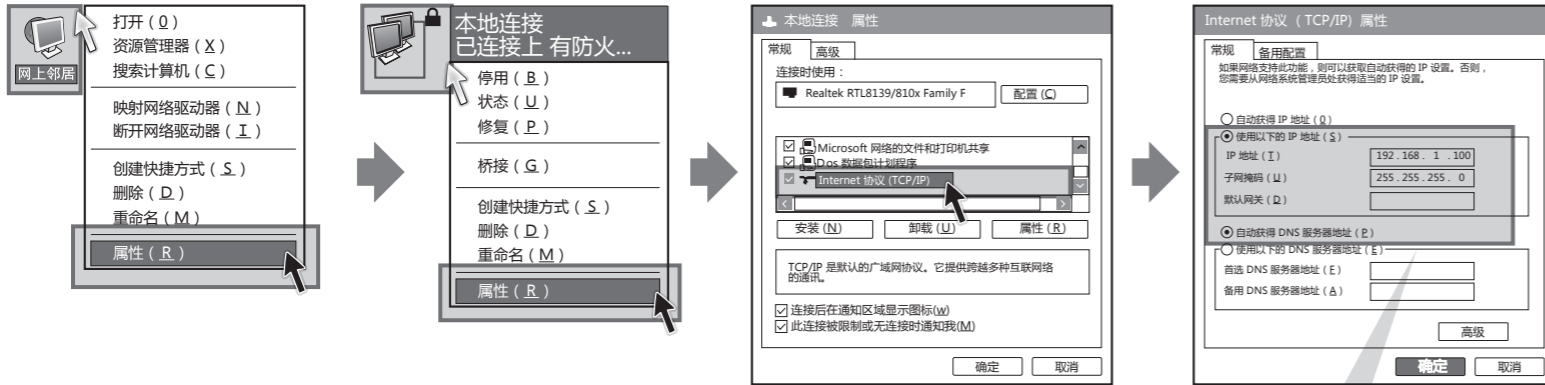 网上邻居
打开 ( 0 )
资源管理器 ( X )
搜索计算机 ( C )
映射网络驱动器 ( N )
断开网络驱动器 ( I )
创建快捷方式 ( S )
删除 ( D )
重命名 ( M )
属性 ( R )
本地连接
已连接上 有防火...
停用 ( B )
状态 ( U )
修复 ( P )
桥接 ( G )
创建快捷方式 ( S )
删除 ( D )
重命名 ( M )
属性 ( R )
本地连接 属性
常规 高级
连接时使用：
Realtek RTL8139/810x Family F 配置 (C)
Microsoft 网络的文件和打印机共享
Dos 数据包计划程序
Internet 协议 (TCP/IP)
安装 (N) 卸载 (U) 属性 (R)
TCP/IP 是默认的广域网协议。它提供跨越多种互联网络
的通讯。
连接后在通知区域显示图标(w)
此连接被限制或无连接时通知我(M)
确定 取消
Internet 协议 （ TCP/IP) 属性
常规 备用配置
如果网络支持此功能，则可以获取自动获得的 IP 设置。否则，
您需要从网络系统管理员处获得适当的 IP 设置。
自动获得 IP 地址 ( O )
使用以下的 IP 地址 ( S )
IP 地址 ( I ) 192.168. 1 .100
子网掩码 ( U ) 255.255.255. 0
默认网关 ( D )
自动获得 DNS 服务器地址 ( P )
使用以下的 DNS 服务器地址 ( E )
首选 DNS 服务器地址 ( F )
备用 DNS 服务器地址 ( A )
高级
确定 取消